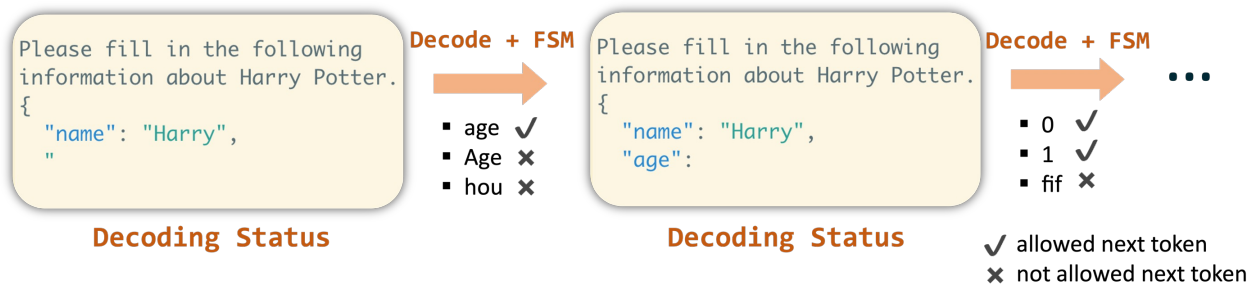 Please fill in the following
information about Harry Potter.
{
"name": "Harry",
"
Decoding Status
Decode + FSM
▪ age ✓
▪ Age ✕
▪ hou ✕
Please fill in the following
information about Harry Potter.
{
"name": "Harry",
"age":
Decoding Status
Decode + FSM
▪ 0 ✓
▪ 1 ✓
▪ fif ✕
...
✓ allowed next token
✕ not allowed next token